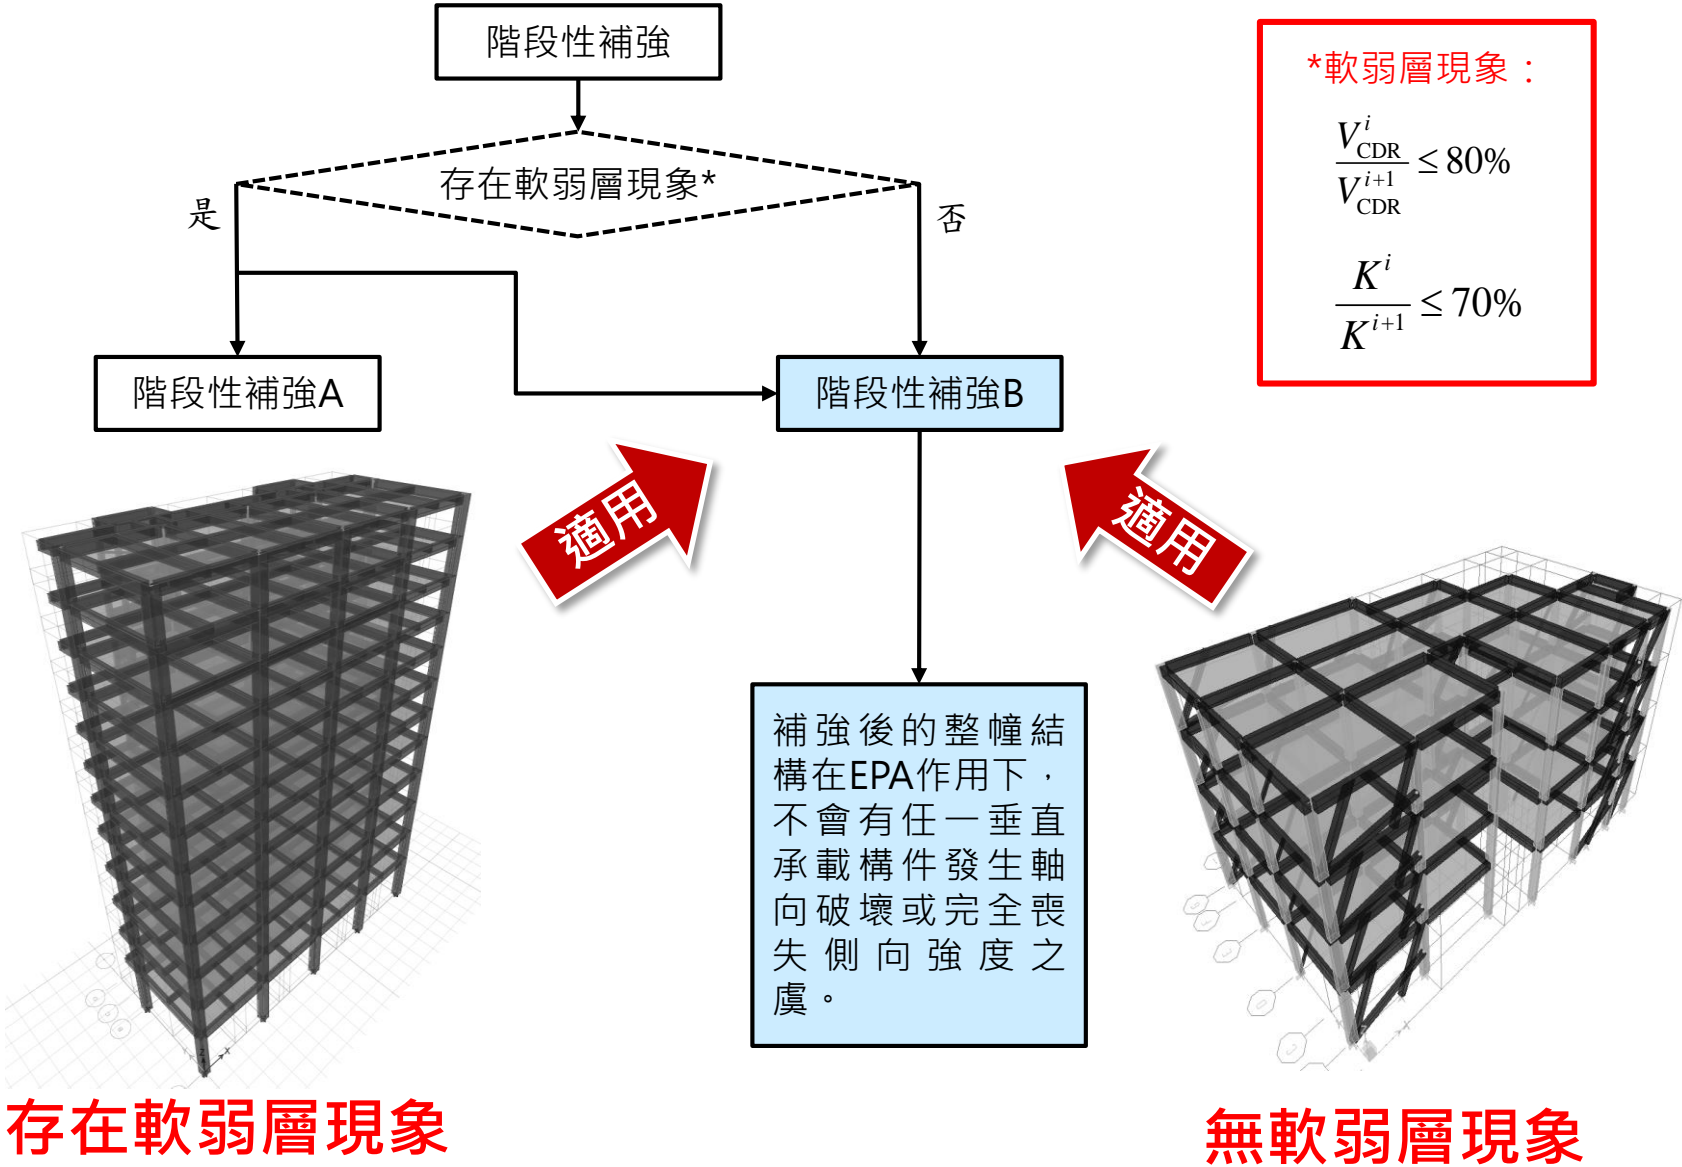 階段性補強
存在軟弱層現象*
是
否
階段性補強A
階段性補強B
*軟弱層現象：
V^i_CDR / V^{i+1}_CDR ≤ 80%
K^i / K^{i+1} ≤ 70%
適用
適用
補強後的整幢結
構在EPA作用下，
不會有任一垂直
承載構件發生軸
向破壞或完全喪
失側向強度之
虞。
存在軟弱層現象
無軟弱層現象